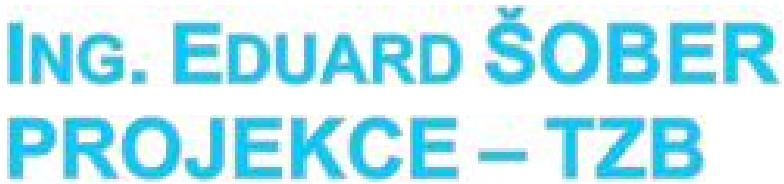 ING. EDUARD ŠOBER
PROJEKCE – TZB